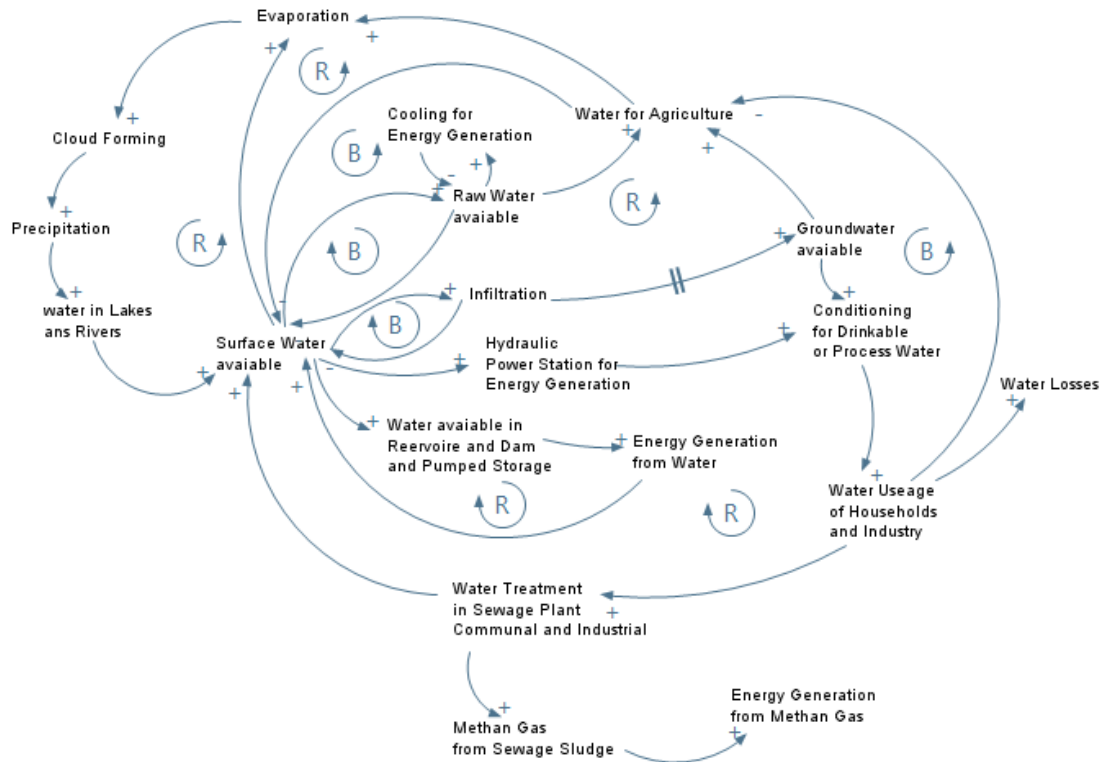 Evaporation
+
+
R
Cooling for
Energy Generation
Water for Agriculture
-
+
Cloud Forming
+
+
B
-
+
+
Raw Water
avaiable
R
+
Precipitation
R
B
+
Groundwater
avaiable
B
+
Infiltration
+
water in Lakes
ans Rivers
-
+
Conditioning
for Drinkable
or Process Water
B
Surface Water
avaiable
-
+
Hydraulic
Power Station for
Energy Generation
+
+
+
+
Water Losses
+
+
Water avaiable in
Reervoire and Dam
and Pumped Storage
+
Energy Generation
from Water
+
Water Useage
of Households
and Industry
R
R
Water Treatment
in Sewage Plant
Communal and Industrial
+
+
Methan Gas
from Sewage Sludge
Energy Generation
from Methan Gas
+